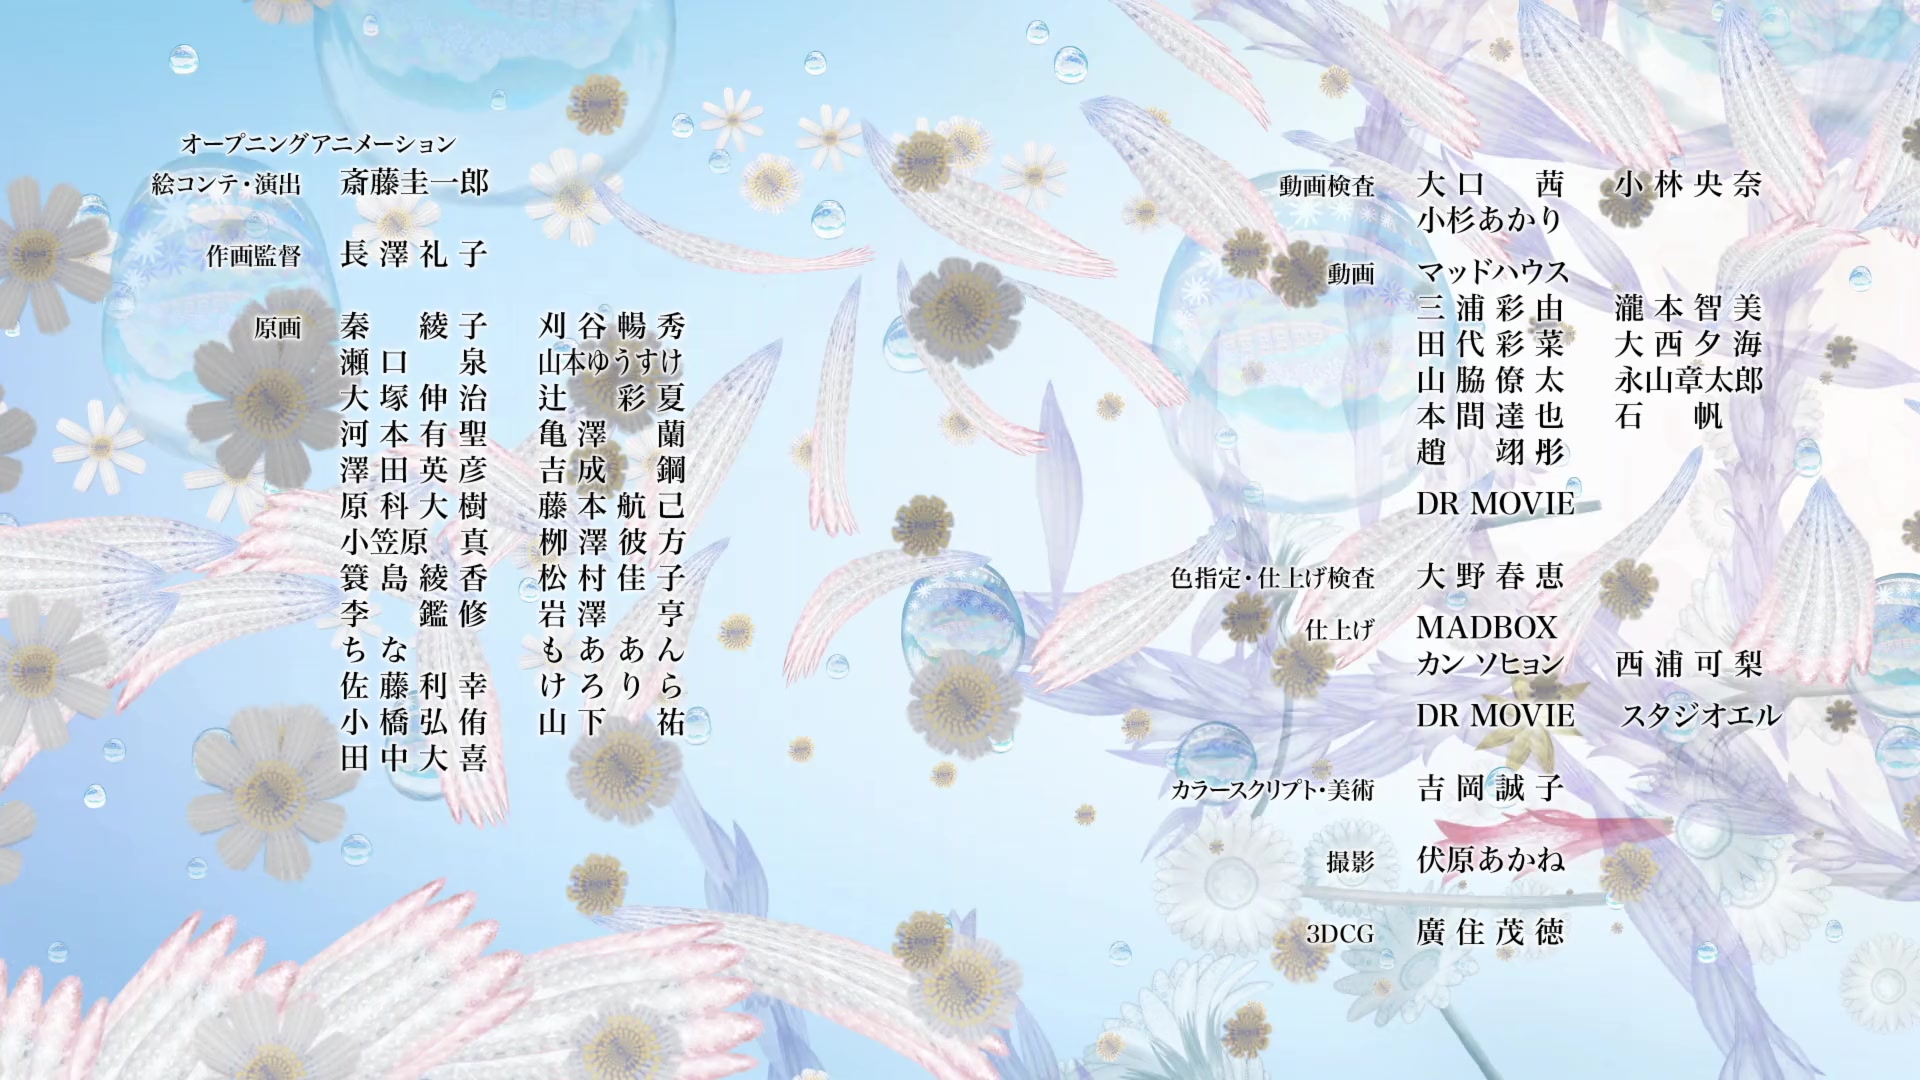 オープニングアニメーション
絵コンテ・演出 斎藤圭一郎
作画監督 長澤礼子
原画 秦 綾子 刈谷暢秀
瀬口 泉 山本ゆうすけ
大塚伸治 辻 彩夏
河本有聖 亀澤 蘭
澤田英彦 吉成 鋼
原科大樹 藤本航己
小笠原 真 栁澤彼方
簑島綾香 松村佳子
李 鑑修 岩澤 亨
ちな もああん
佐藤利幸 けろりら
小橋弘侑 山下 祐
田中大喜
動画検査 大口 茜 小林央奈
小杉あかり
動画 マッドハウス
三浦彩由 瀧本智美
田代彩菜 大西夕海
山脇僚太 永山章太郎
本間達也 石 帆
趙 翊彤
DR MOVIE
色指定・仕上げ検査 大野春恵
仕上げ MADBOX
カン ソヒョン 西浦可梨
DR MOVIE スタジオエル
カラースクリプト・美術 吉岡誠子
撮影 伏原あかね
3DCG 廣住茂徳